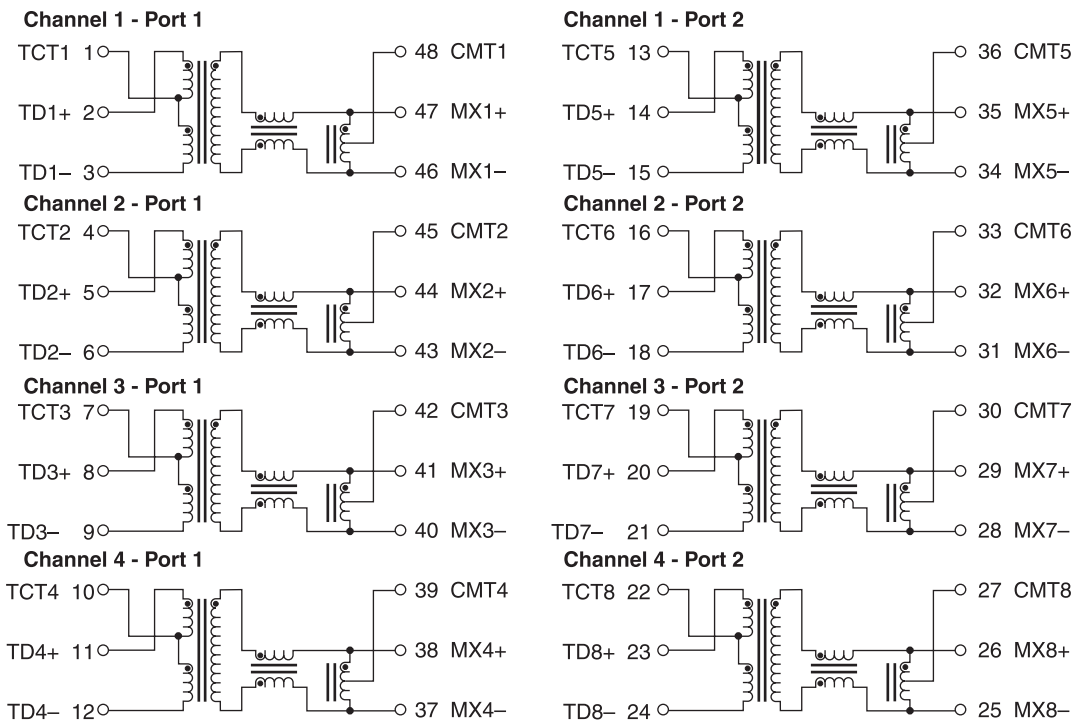 Channel 1 - Port 1
TCT1 1 48 CMT1
TD1+ 2 47 MX1+
TD1– 3 46 MX1–
Channel 2 - Port 1
TCT2 4 45 CMT2
TD2+ 5 44 MX2+
TD2– 6 43 MX2–
Channel 3 - Port 1
TCT3 7 42 CMT3
TD3+ 8 41 MX3+
TD3– 9 40 MX3–
Channel 4 - Port 1
TCT4 10 39 CMT4
TD4+ 11 38 MX4+
TD4– 12 37 MX4–
Channel 1 - Port 2
TCT5 13 36 CMT5
TD5+ 14 35 MX5+
TD5– 15 34 MX5–
Channel 2 - Port 2
TCT6 16 33 CMT6
TD6+ 17 32 MX6+
TD6– 18 31 MX6–
Channel 3 - Port 2
TCT7 19 30 CMT7
TD7+ 20 29 MX7+
TD7– 21 28 MX7–
Channel 4 - Port 2
TCT8 22 27 CMT8
TD8+ 23 26 MX8+
TD8– 24 25 MX8–